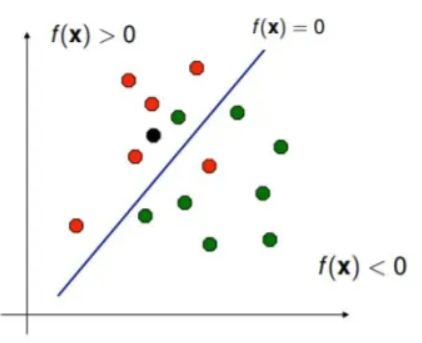 f(x) > 0
f(x) = 0
f(x) < 0